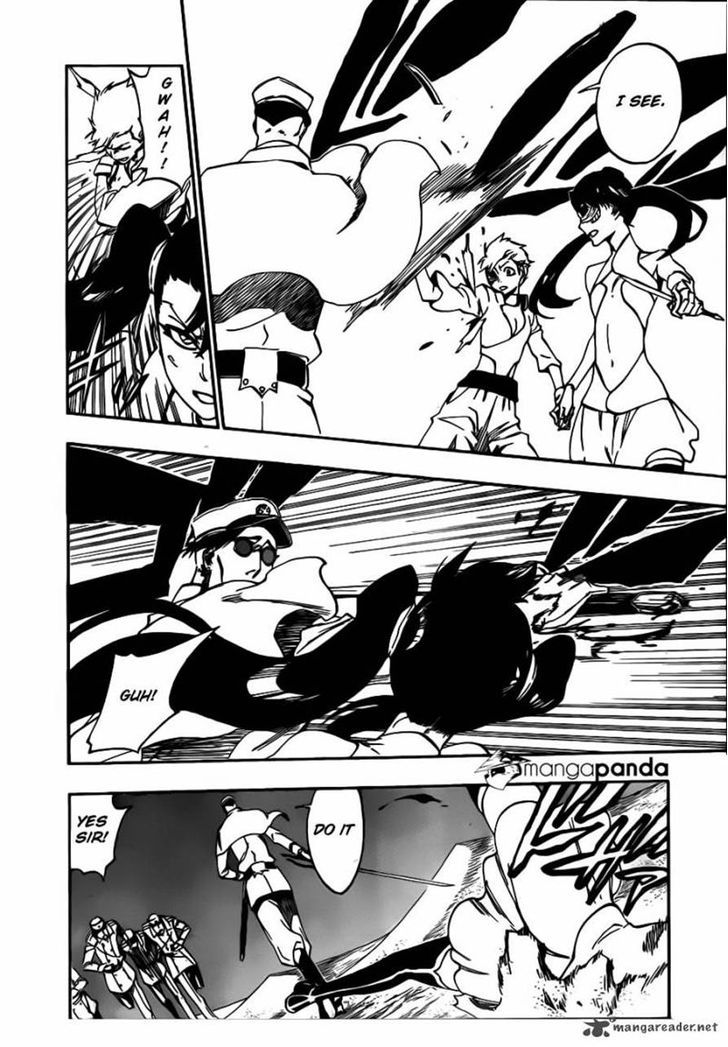 I SEE.
GWAH!!
GUH!
mangapanda
DO IT
YES
SIR!
mangareader.net